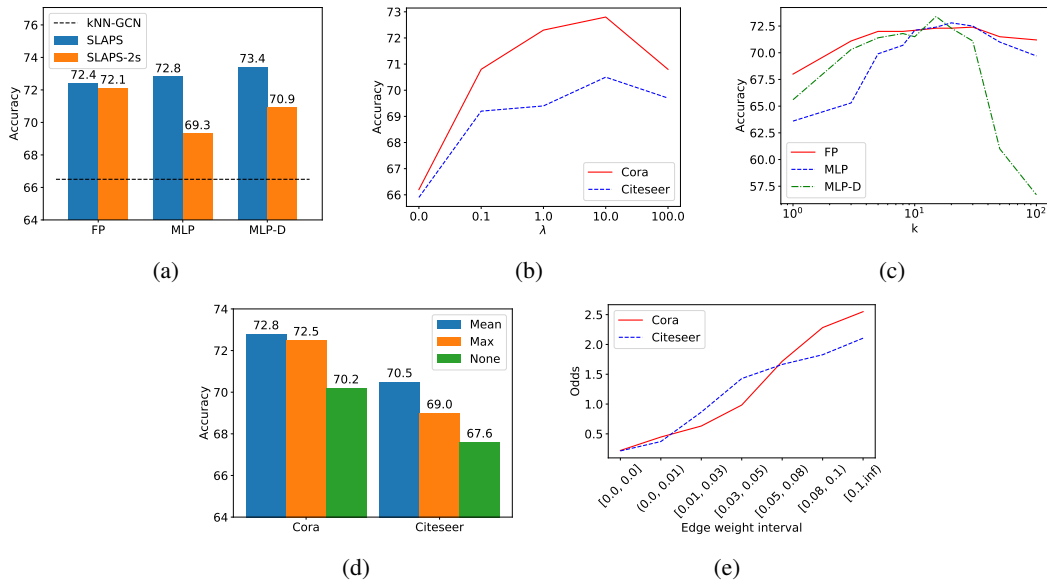 76
74
72
70
68
66
64
Accuracy
kNN-GCN
SLAPS
SLAPS-2s
72.4
72.1
72.8
69.3
73.4
70.9
FP
MLP
MLP-D
(a)
73
72
71
70
69
68
67
66
Accuracy
Cora
Citeseer
0.0
0.1
1.0
10.0
100.0
λ
(b)
72.5
70.0
67.5
65.0
62.5
60.0
57.5
Accuracy
FP
MLP
MLP-D
10⁰
10¹
10²
k
(c)
74
72
70
68
66
64
Accuracy
Mean
Max
None
72.8
72.5
70.2
70.5
69.0
67.6
Cora
Citeseer
(d)
2.5
2.0
1.5
1.0
0.5
Odds
Cora
Citeseer
[0.0, 0.0]
(0.0, 0.01)
[0.01, 0.03)
[0.03, 0.05)
[0.05, 0.08)
[0.08, 0.1)
[0.1,inf)
Edge weight interval
(e)